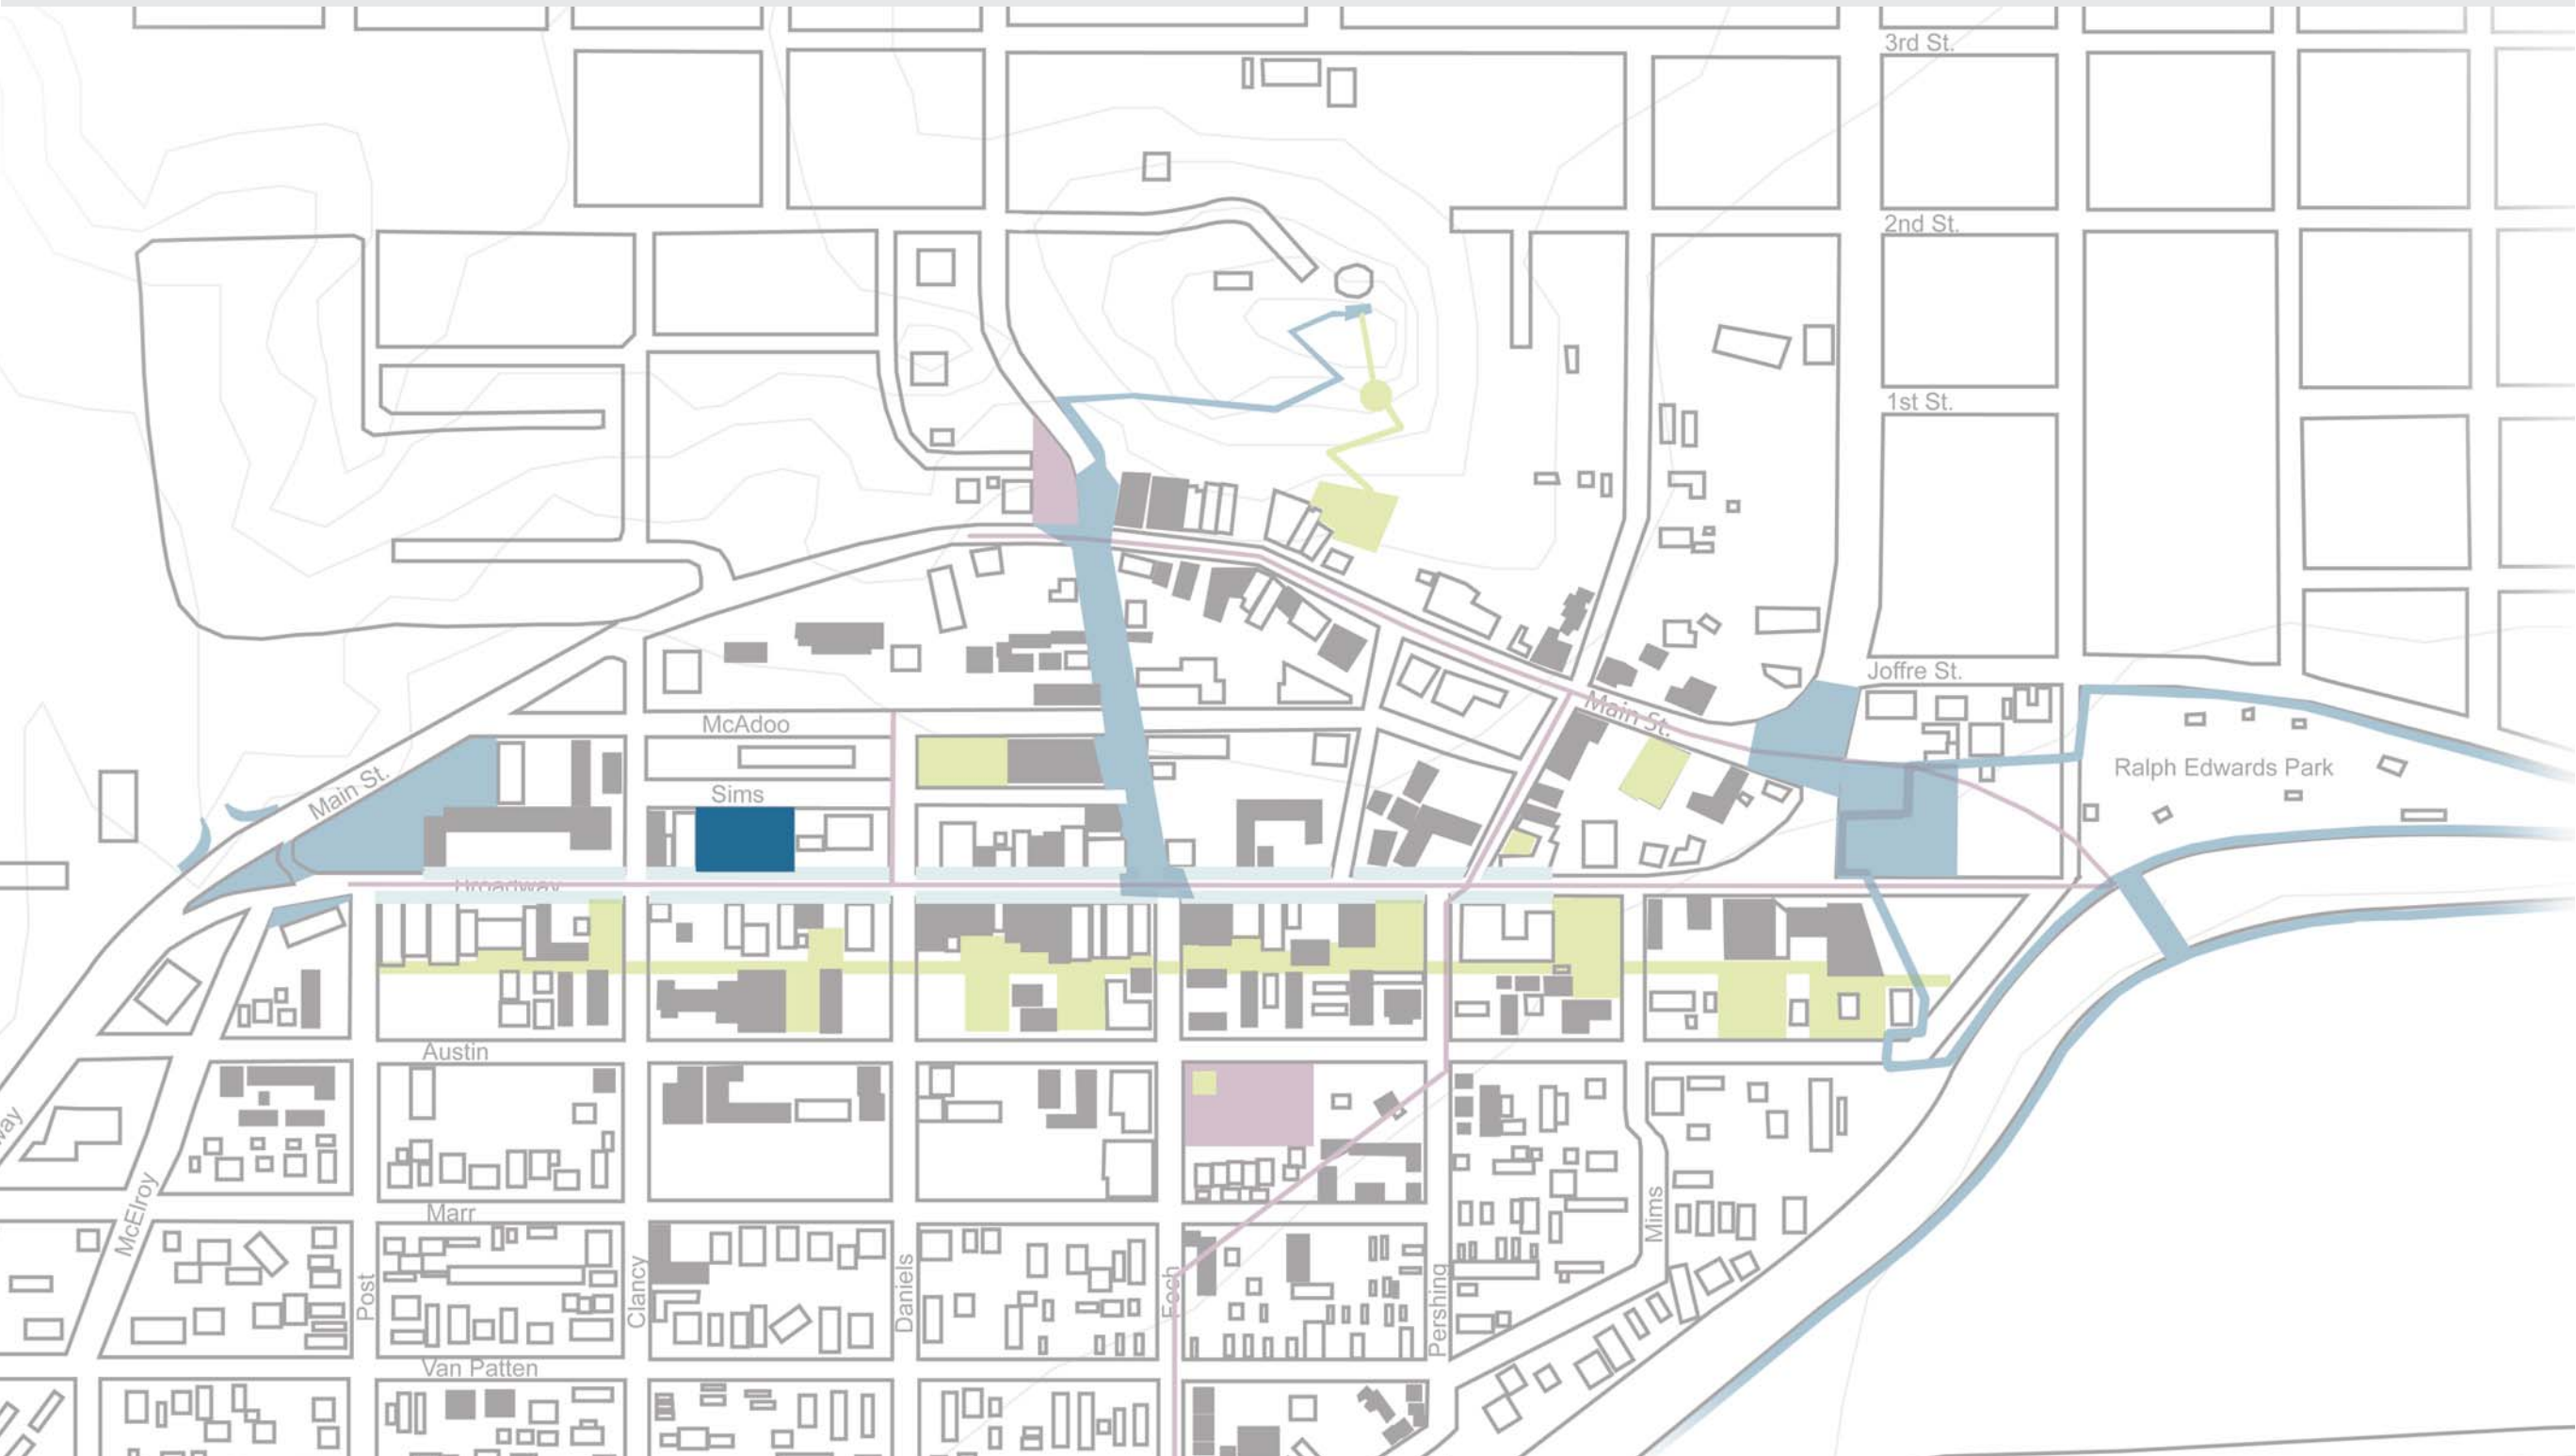 3rd St.
2nd St.
1st St.
Joffre St.
Main St.
McAdoo
Ralph Edwards Park
Main St.
Sims
Broadway
Austin
McElroy
Marr
Mims
Post
Clancy
Daniels
Foch
Pershing
Van Patten